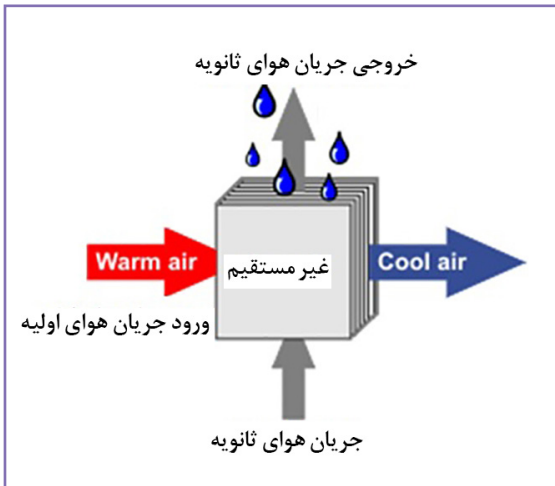 خروجی جریان هوای ثانویه
Warm air
غیر مستقیم
Cool air
ورود جریان هوای اولیه
جریان هوای ثانویه